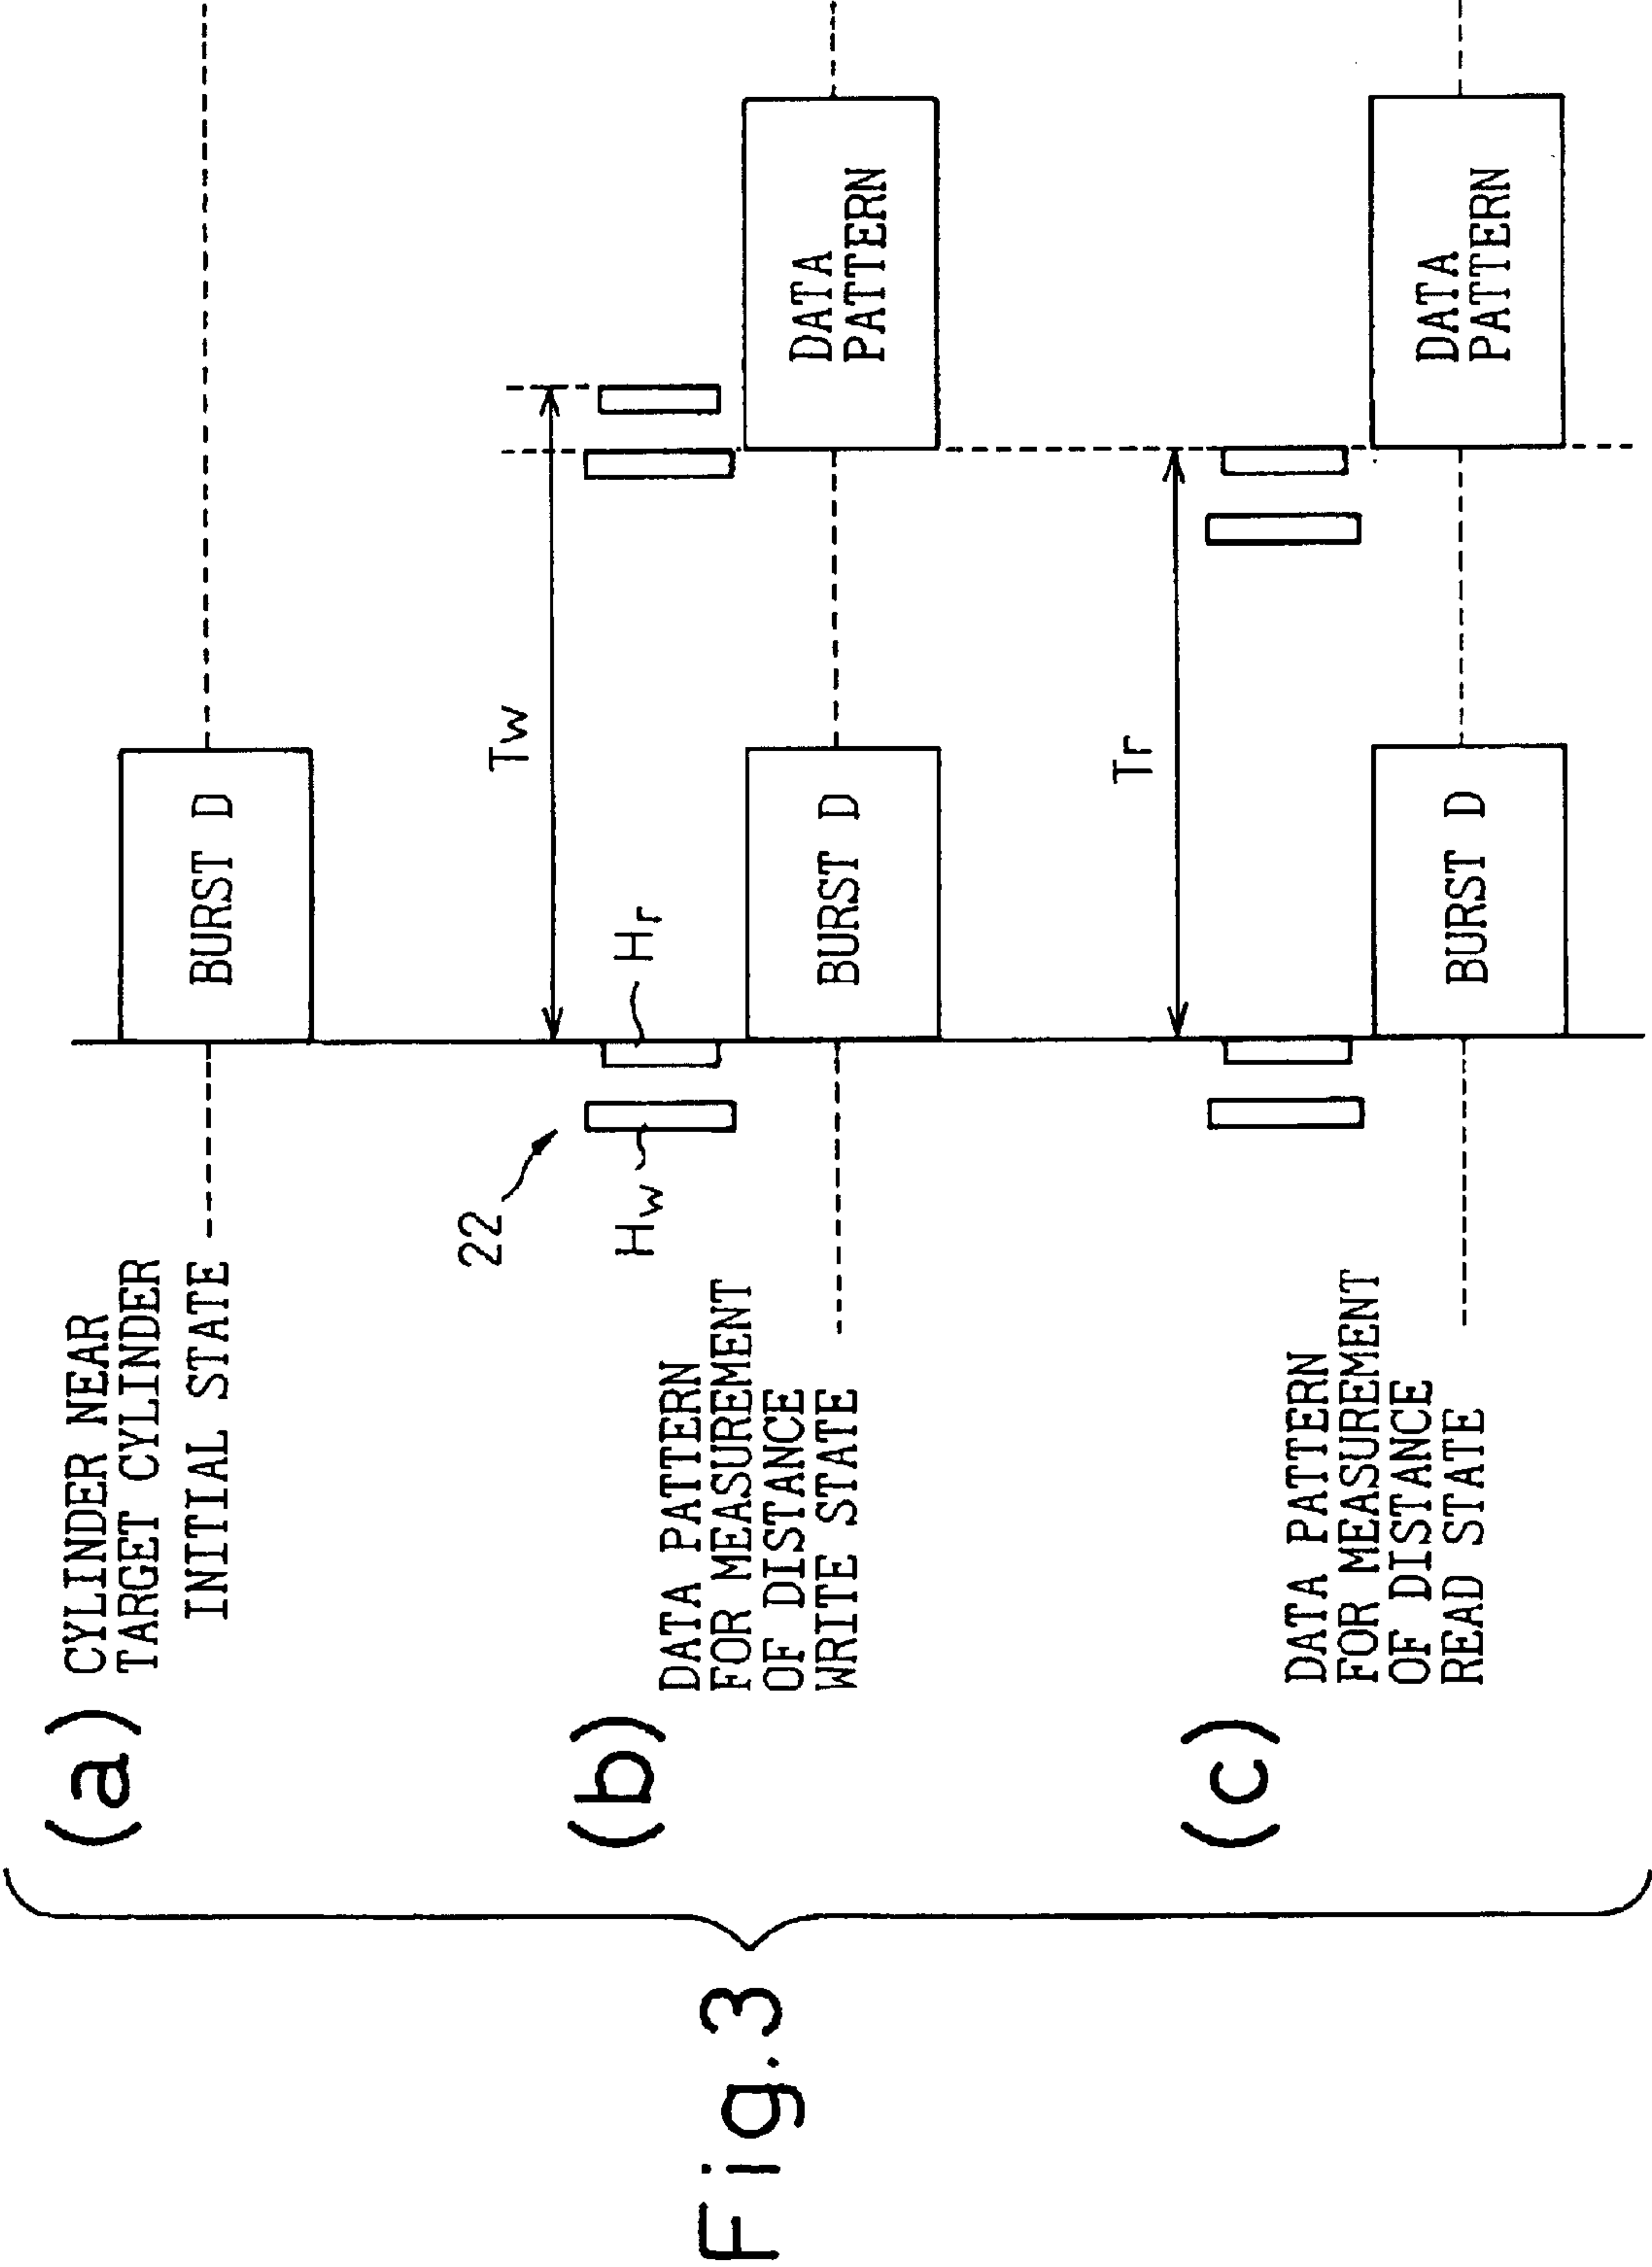 Fig.3
(a) CYLINDER NEAR
TARGET CYLINDER
INITIAL STATE
BURST D
(b)
DATA PATTERN
FOR MEASUREMENT
OF DISTANCE
WRITE STATE
22
Hw
Hr
Tw
BURST D
DATA
PATTERN
(c)
DATA PATTERN
FOR MEASUREMENT
OF DISTANCE
READ STATE
Tr
BURST D
DATA
PATTERN